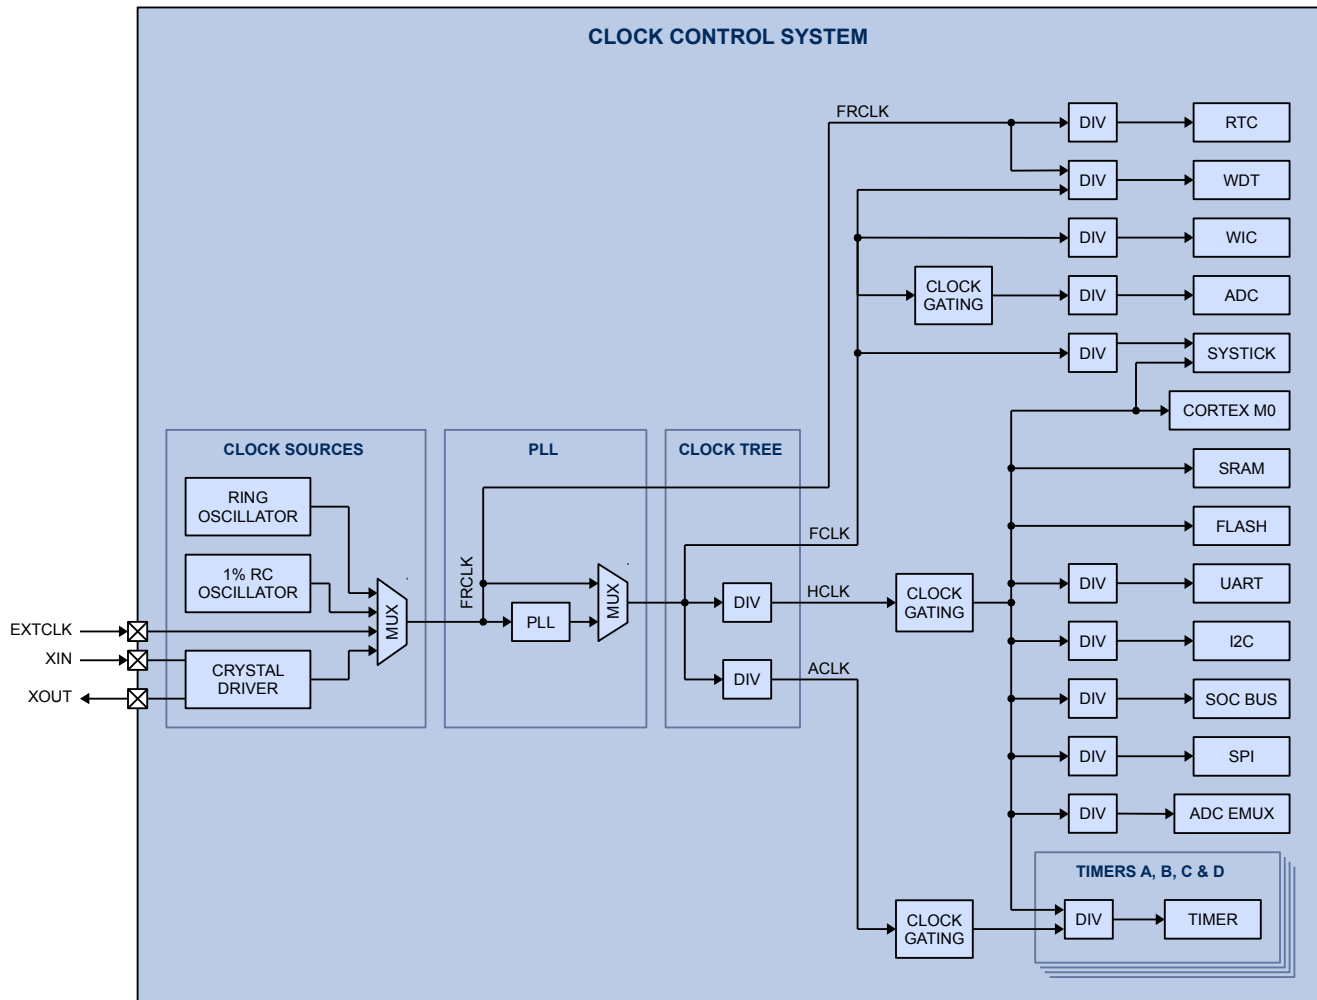 CLOCK CONTROL SYSTEM
FRCLK
DIV
RTC
DIV
WDT
DIV
WIC
CLOCK
GATING
DIV
ADC
DIV
SYSTICK
CORTEX M0
CLOCK SOURCES
PLL
CLOCK TREE
SRAM
RING
OSCILLATOR
FLASH
FCLK
1% RC
OSCILLATOR
MUX
FRCLK
PLL
MUX
DIV
HCLK
CLOCK
GATING
DIV
UART
EXTCLK
XIN
XOUT
CRYSTAL
DRIVER
DIV
ACLK
DIV
I2C
DIV
SOC BUS
DIV
SPI
DIV
ADC EMUX
TIMERS A, B, C & D
CLOCK
GATING
DIV
TIMER